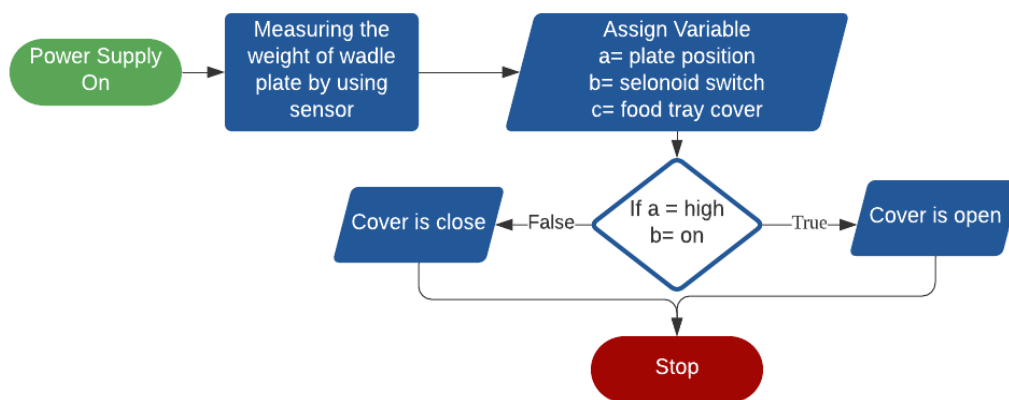 Power Supply
On
Measuring the
weight of wadle
plate by using
sensor
Assign Variable
a= plate position
b= selonoid switch
c= food tray cover
If a = high
b= on
False
True
Cover is close
Cover is open
Stop